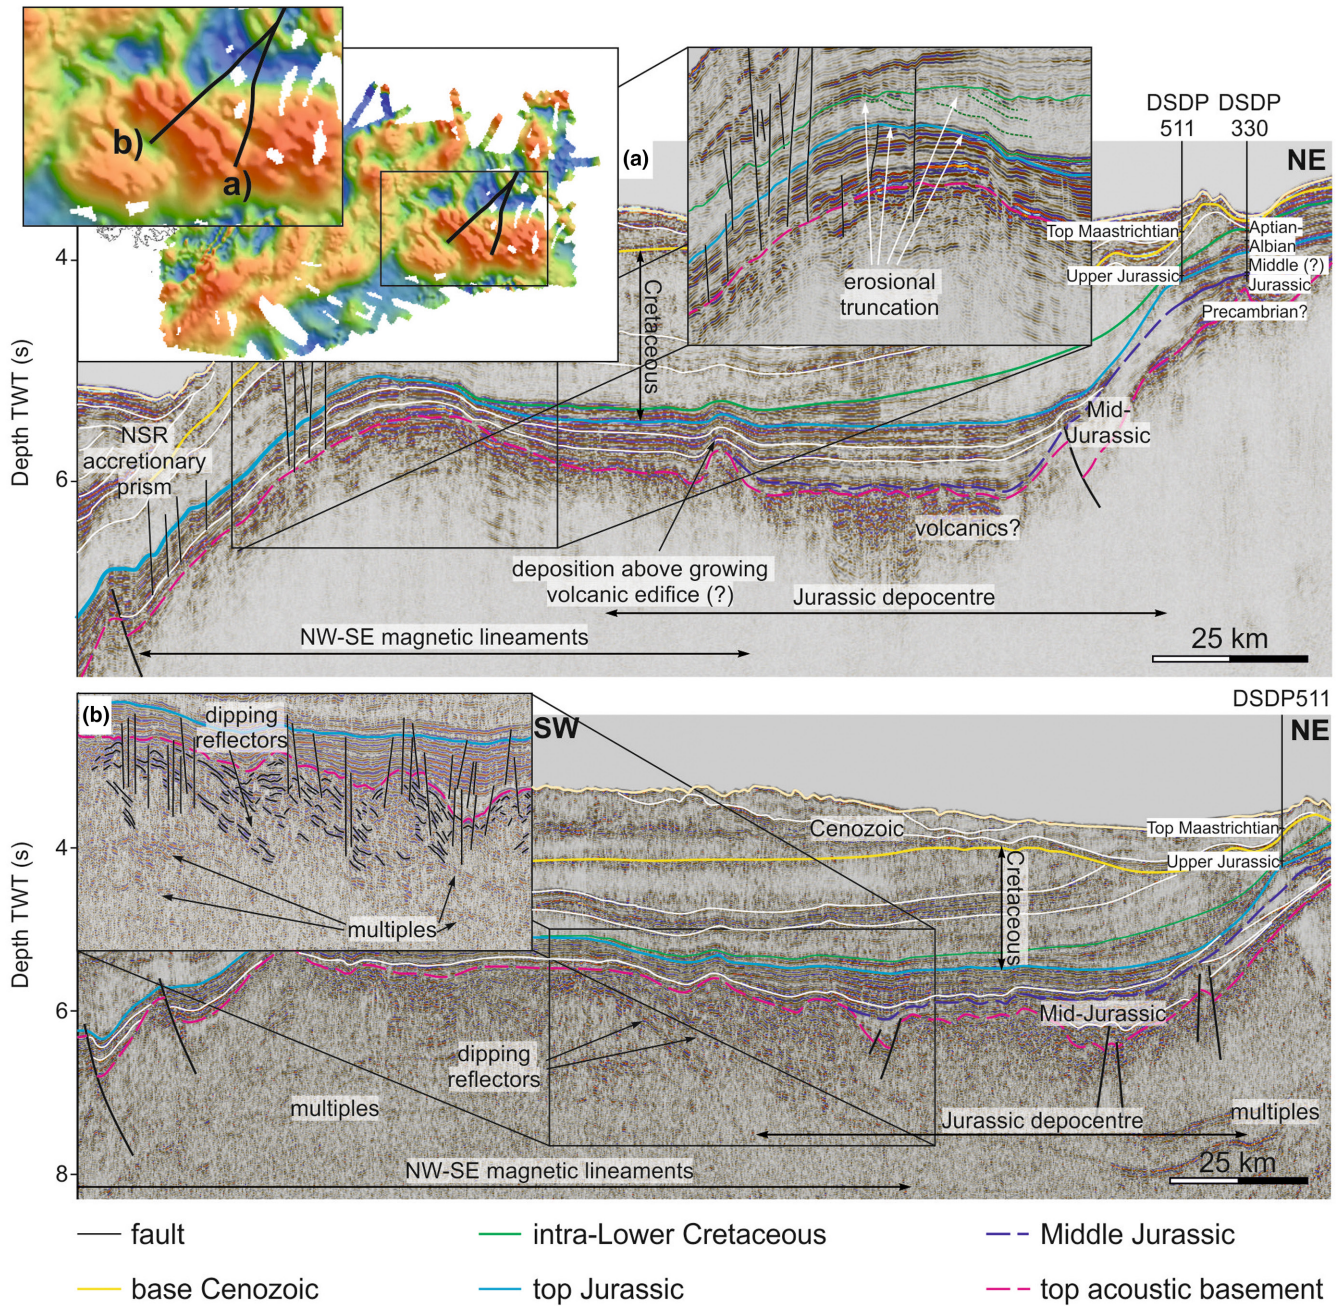 b)
a)
(a)
DSDP
511
DSDP
330
NE
erosional
truncation
Top Maastrichtian
Upper Jurassic
Aptian-
Albian
Middle (?)
Jurassic
Precambrian?
4
Cretaceous
Depth TWT (s)
6
NSR
accretionary
prism
Mid-
Jurassic
volcanics?
deposition above growing
volcanic edifice (?)
Jurassic depocentre
NW-SE magnetic lineaments
25 km
(b)
dipping
reflectors
multiples
SW
DSDP511
NE
Cenozoic
Top Maastrichtian
Upper Jurassic
4
Cretaceous
Depth TWT (s)
6
Mid-Jurassic
dipping
reflectors
multiples
Jurassic depocentre
multiples
NW-SE magnetic lineaments
25 km
8
fault
intra-Lower Cretaceous
Middle Jurassic
base Cenozoic
top Jurassic
top acoustic basement